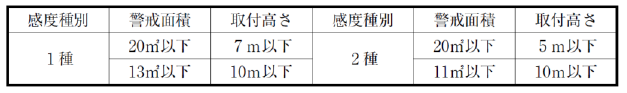 感度種別 警戒面積 取付高さ 感度種別 警戒面積 取付高さ
1種 20㎡以下 7m以下 2種 20㎡以下 5m以下
13㎡以下 10m以下 11㎡以下 10m以下